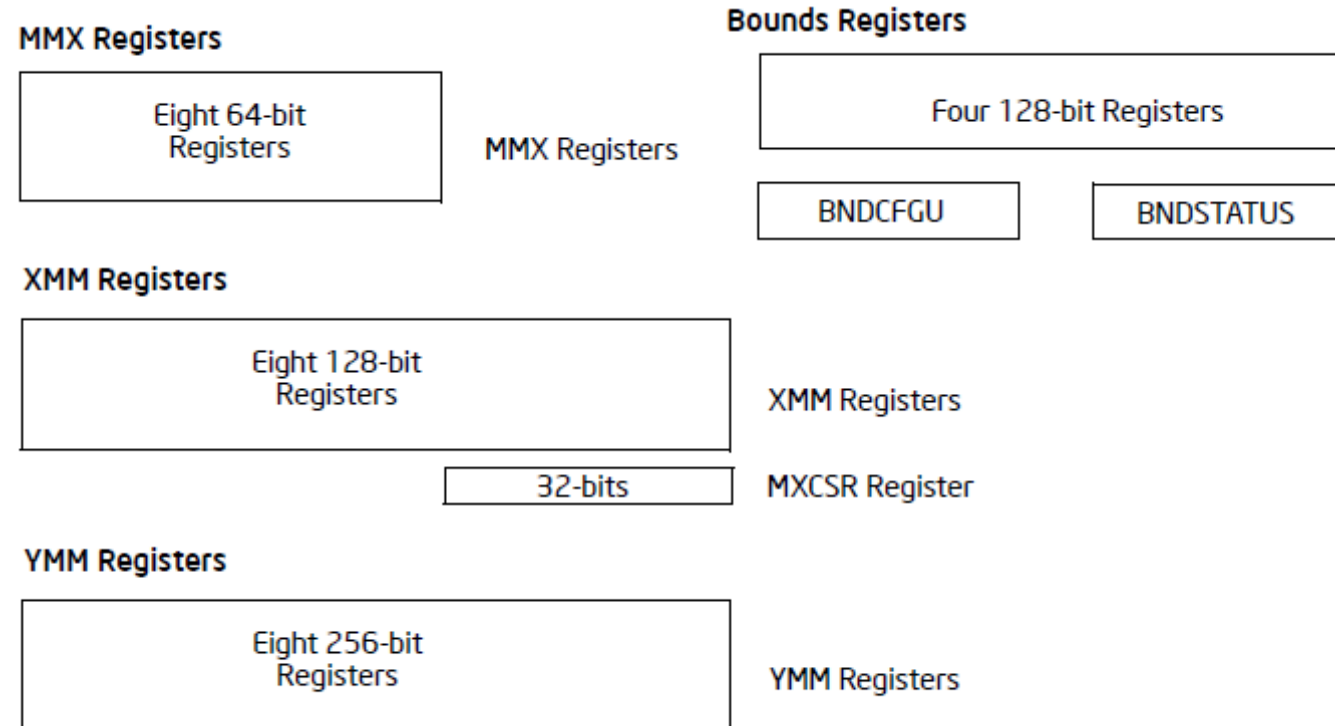 MMX Registers
Eight 64-bit
Registers
MMX Registers
Bounds Registers
Four 128-bit Registers
BNDCFGU
BNDSTATUS
XMM Registers
Eight 128-bit
Registers
XMM Registers
32-bits
MXCSR Register
YMM Registers
Eight 256-bit
Registers
YMM Registers